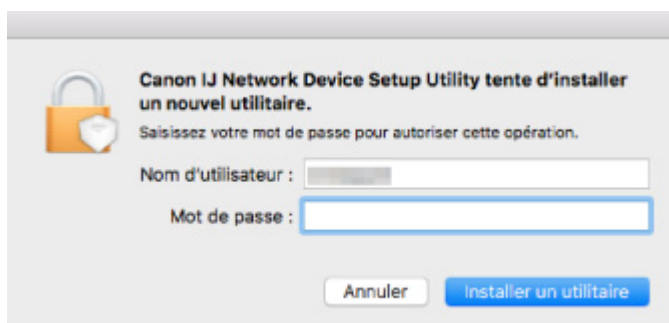 Canon IJ Network Device Setup Utility tente d'installer
un nouvel utilitaire.
Saisissez votre mot de passe pour autoriser cette opération.
Nom d'utilisateur :
Mot de passe :
Annuler
Installer un utilitaire